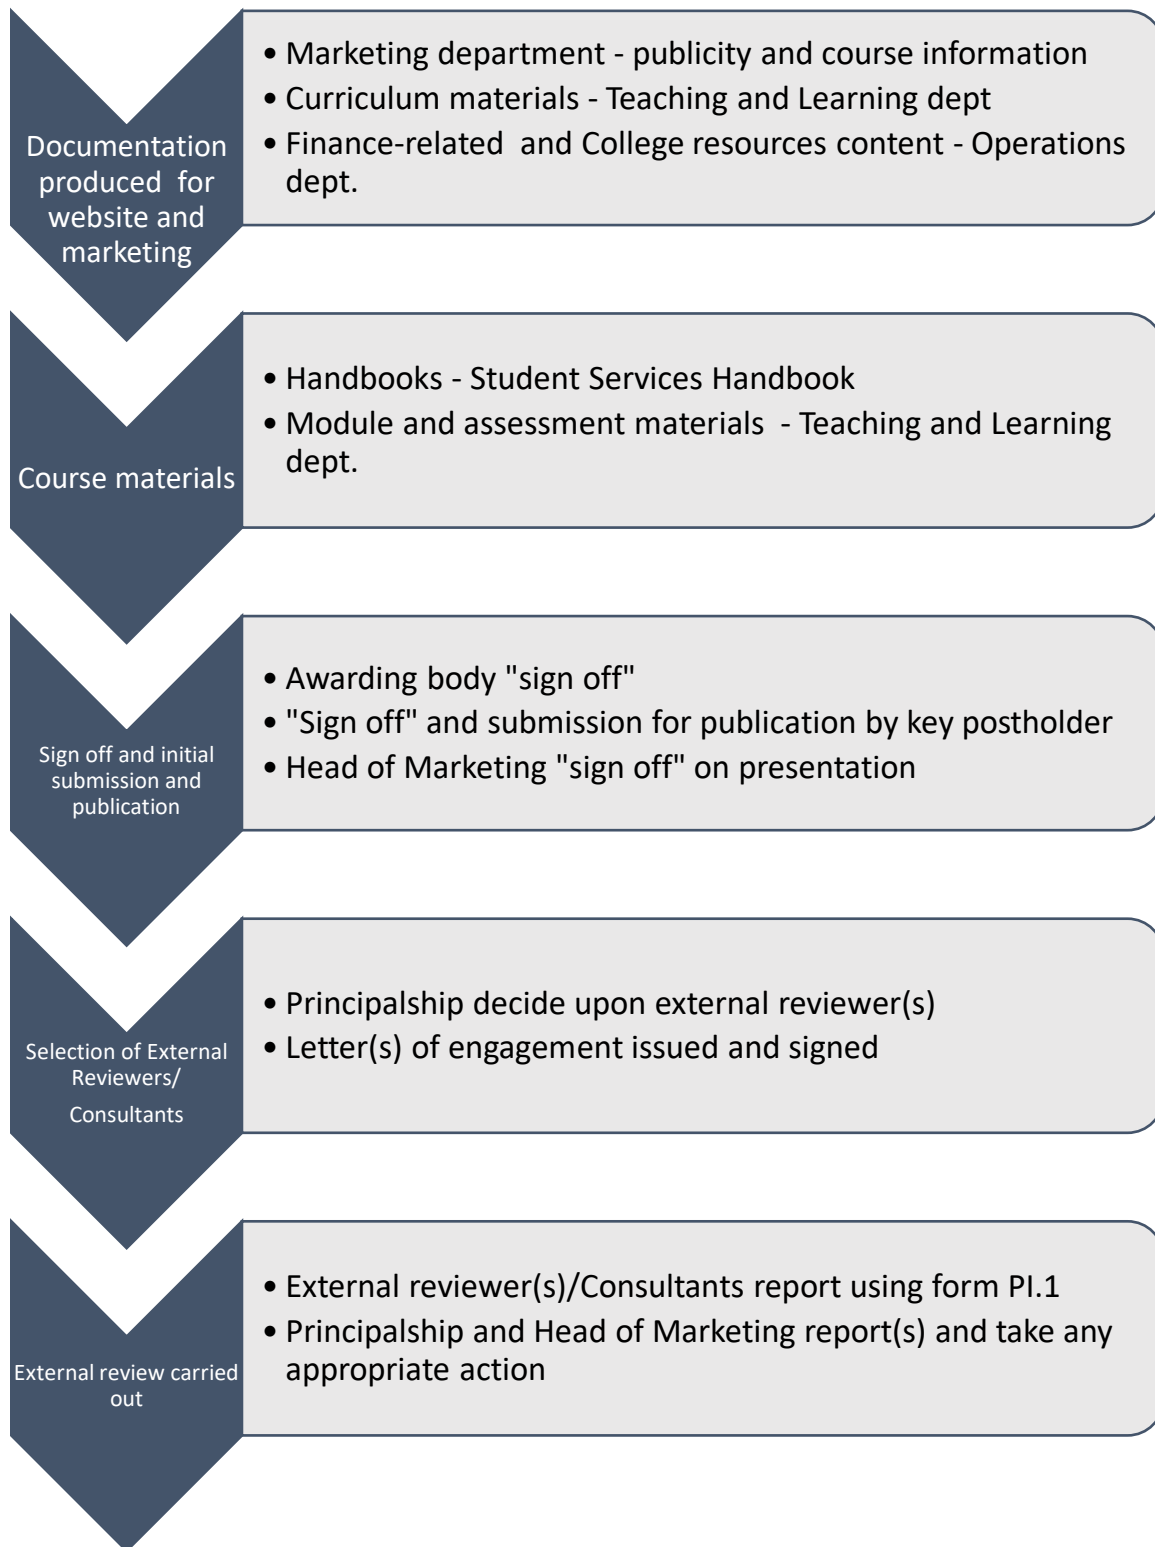 Documentation
produced for
website and
marketing
• Marketing department - publicity and course information
• Curriculum materials - Teaching and Learning dept
• Finance-related and College resources content - Operations
dept.
Course materials
• Handbooks - Student Services Handbook
• Module and assessment materials - Teaching and Learning
dept.
Sign off and initial
submission and
publication
• Awarding body "sign off"
• "Sign off" and submission for publication by key postholder
• Head of Marketing "sign off" on presentation
Selection of External
Reviewers/
Consultants
• Principalship decide upon external reviewer(s)
• Letter(s) of engagement issued and signed
External review carried
out
• External reviewer(s)/Consultants report using form PI.1
• Principalship and Head of Marketing report(s) and take any
appropriate action